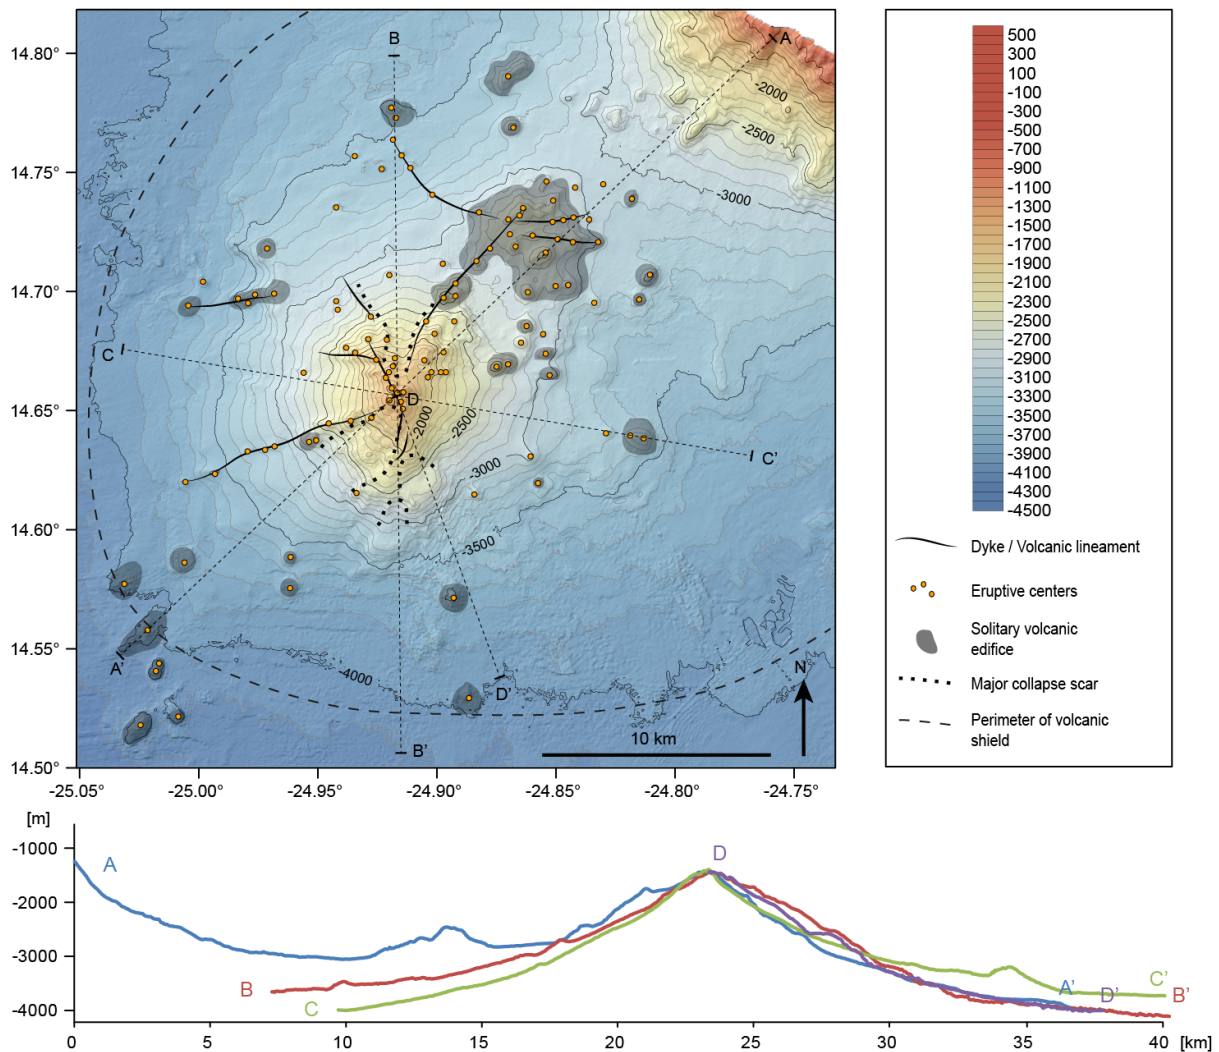 14.80°
14.75°
14.70°
14.65°
14.60°
14.55°
14.50°
-25.05°
-25.00°
-24.95°
-24.90°
-24.85°
-24.80°
-24.75°
B
A
-2000
-2500
-3000
C
D
2000
-2500
-3000
C'
-3500
A'
-4000
D'
B'
N
10 km
500
300
100
-100
-300
-500
-700
-900
-1100
-1300
-1500
-1700
-1900
-2100
-2300
-2500
-2700
-2900
-3100
-3300
-3500
-3700
-3900
-4100
-4300
-4500
Dyke / Volcanic lineament
Eruptive centers
Solitary volcanic
edifice
Major collapse scar
Perimeter of volcanic
shield
[m]
-1000
-2000
-3000
-4000
A
B
C
D
A'
D'
C'
B'
0
5
10
15
20
25
30
35
40
[km]